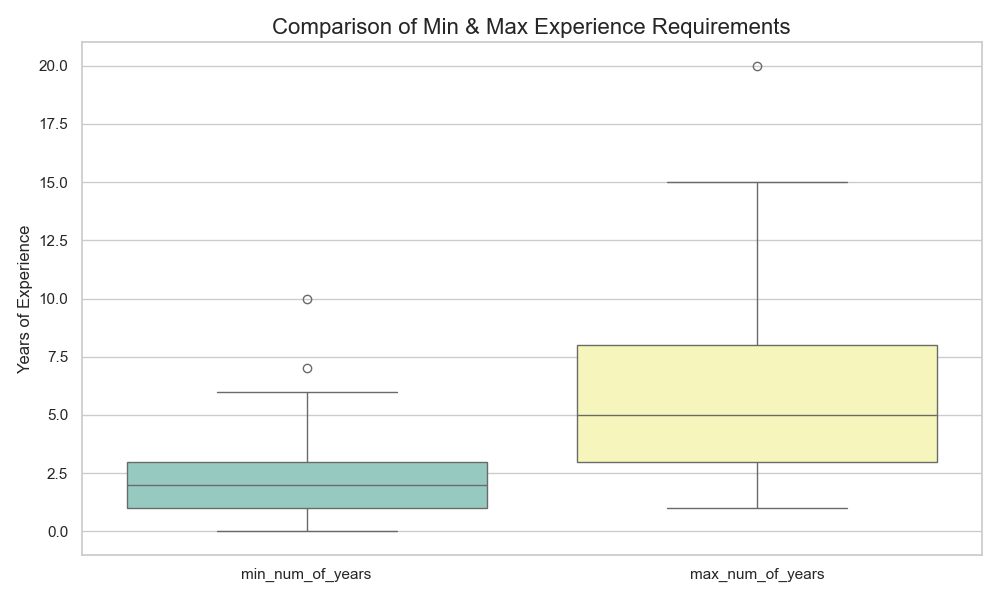 Comparison of Min & Max Experience Requirements
Years of Experience
20.0
17.5
15.0
12.5
10.0
7.5
5.0
2.5
0.0
min_num_of_years
max_num_of_years